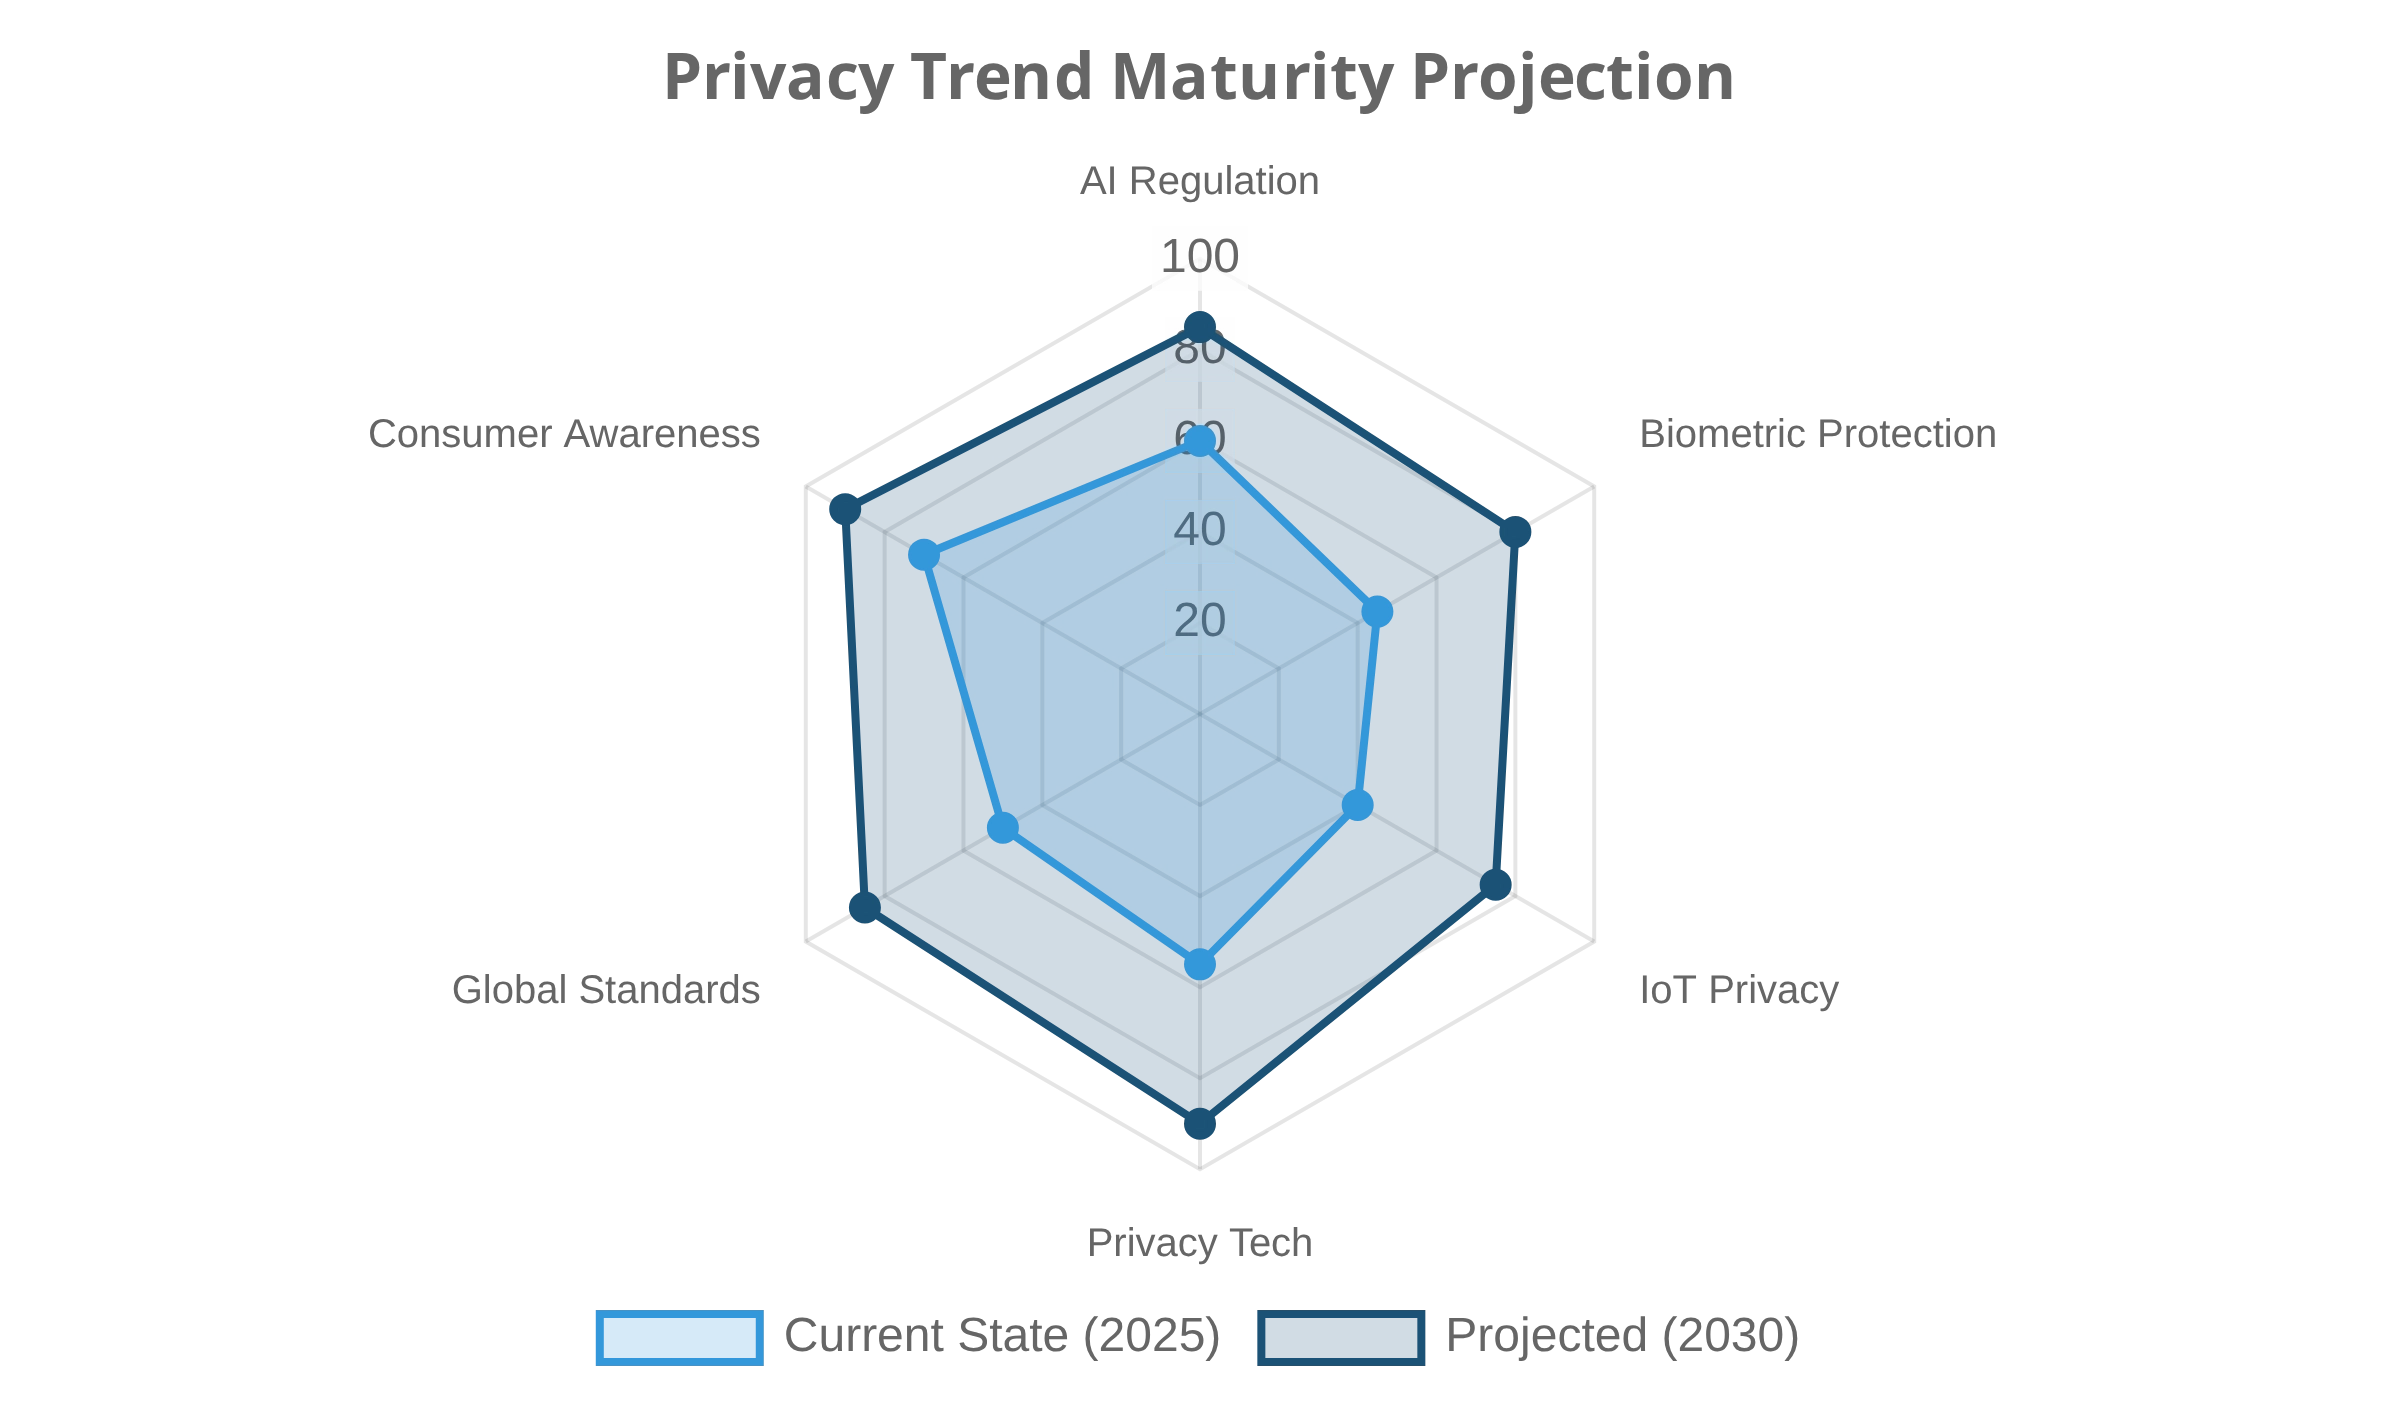 Privacy Trend Maturity Projection
AI Regulation
100
80
60
40
20
Consumer Awareness
Biometric Protection
Global Standards
IoT Privacy
Privacy Tech
Current State (2025)
Projected (2030)